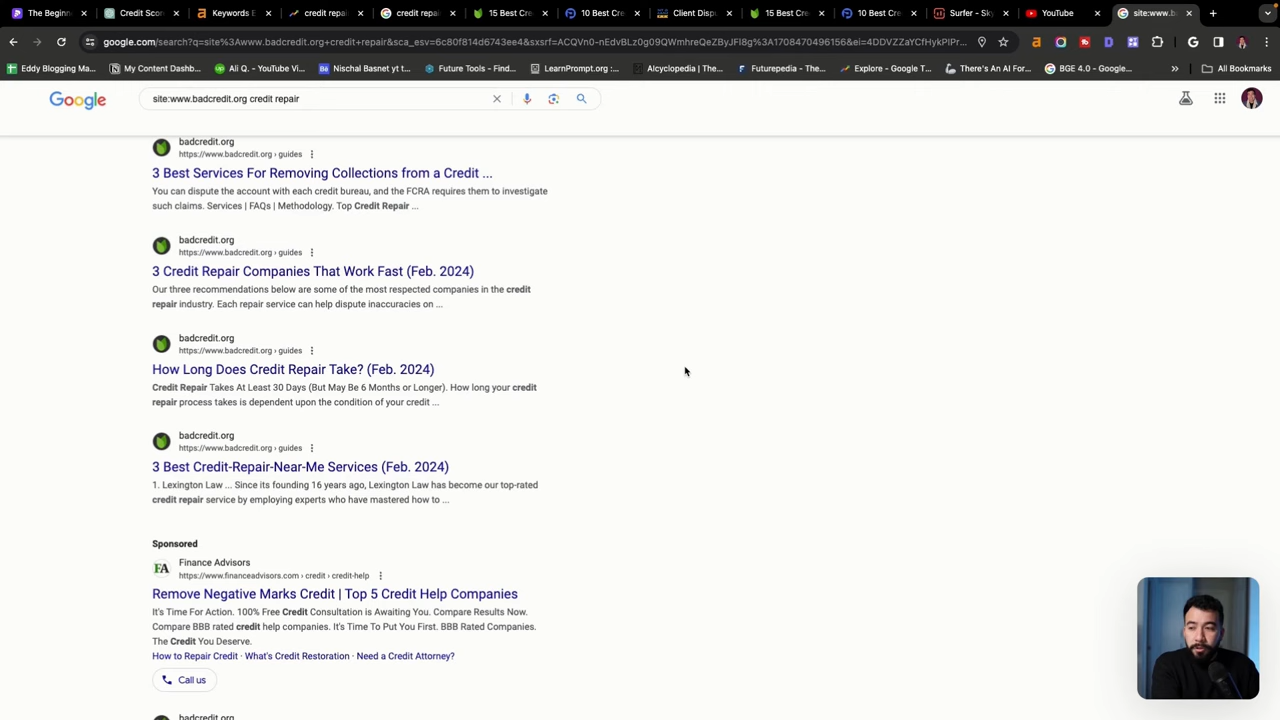 The Beginn
Credit Score
Keywords E
credit repai
credit repai
15 Best Cre
10 Best Cre
Client Disp
15 Best Cre
10 Best Cre
Surfer - Sky
YouTube
site:www.b
google.com/search?q=site%3Awww.badcredit.org+credit+repair&sca_esv=6c80f814d6743ee4&sxsrf=ACQVn0-nEdvBLz0g09QWmhreQeZByJFI8g%3A1708470496156&ei=4DDVZZaYCfHykPIPr...
Eddy Blogging Ma...
My Content Dashb...
Ali Q. - YouTube Vi...
Nischal Basnet yt t...
Future Tools - Find...
LearnPrompt.org :...
Alcyclopedia | The...
Futurepedia - The...
Explore - Google T...
There's An AI For...
BGE 4.0 - Google...
»
All Bookmarks
Google
site:www.badcredit.org credit repair
badcredit.org
https://www.badcredit.org › guides
3 Best Services For Removing Collections from a Credit ...
You can dispute the account with each credit bureau, and the FCRA requires them to investigate
such claims. Services | FAQs | Methodology. Top Credit Repair ...
badcredit.org
https://www.badcredit.org › guides
3 Credit Repair Companies That Work Fast (Feb. 2024)
Our three recommendations below are some of the most respected companies in the credit
repair industry. Each repair service can help dispute inaccuracies on ...
badcredit.org
https://www.badcredit.org › guides
How Long Does Credit Repair Take? (Feb. 2024)
Credit Repair Takes At Least 30 Days (But May Be 6 Months or Longer). How long your credit
repair process takes is dependent upon the condition of your credit ...
badcredit.org
https://www.badcredit.org › guides
3 Best Credit-Repair-Near-Me Services (Feb. 2024)
1. Lexington Law ... Since its founding 16 years ago, Lexington Law has become our top-rated
credit repair service by employing experts who have mastered how to ...
Sponsored
FA
Finance Advisors
https://www.financeadvisors.com › credit › credit-help
Remove Negative Marks Credit | Top 5 Credit Help Companies
It's Time For Action. 100% Free Credit Consultation is Awaiting You. Compare Results Now.
Compare BBB rated credit help companies. It's Time To Put You First. BBB Rated Companies.
The Credit You Deserve.
How to Repair Credit · What's Credit Restoration · Need a Credit Attorney?
Call us
badcredit.org